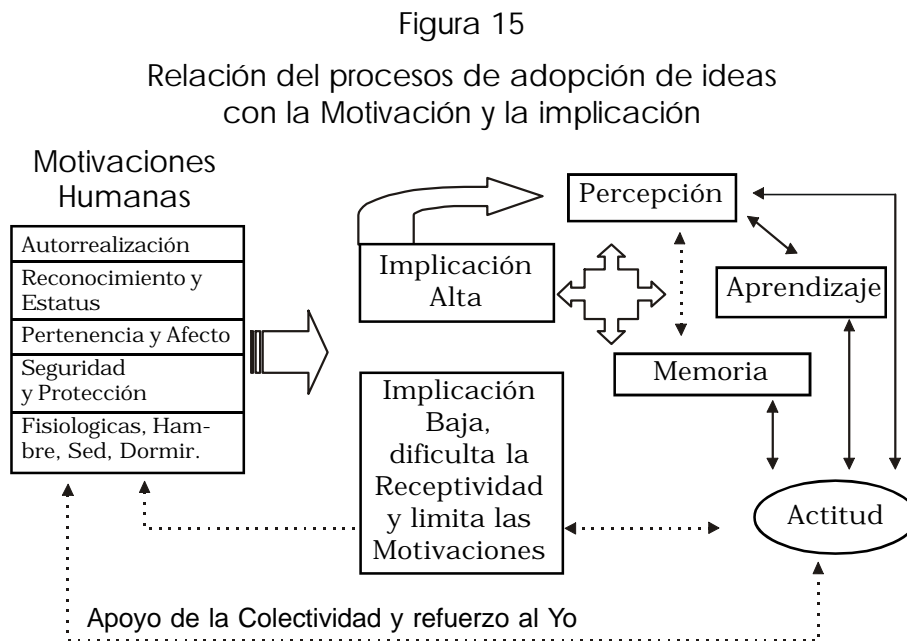 Figura 15
Relación del procesos de adopción de ideas
con la Motivación y la implicación
Motivaciones
Humanas
Autorrealización
Reconocimiento y
Estatus
Pertenencia y Afecto
Seguridad
y Protección
Fisiologicas, Ham-
bre, Sed, Dormir.
Implicación
Alta
Implicación
Baja,
dificulta la
Receptividad
y limita las
Motivaciones
Percepción
Aprendizaje
Memoria
Actitud
Apoyo de la Colectividad y refuerzo al Yo